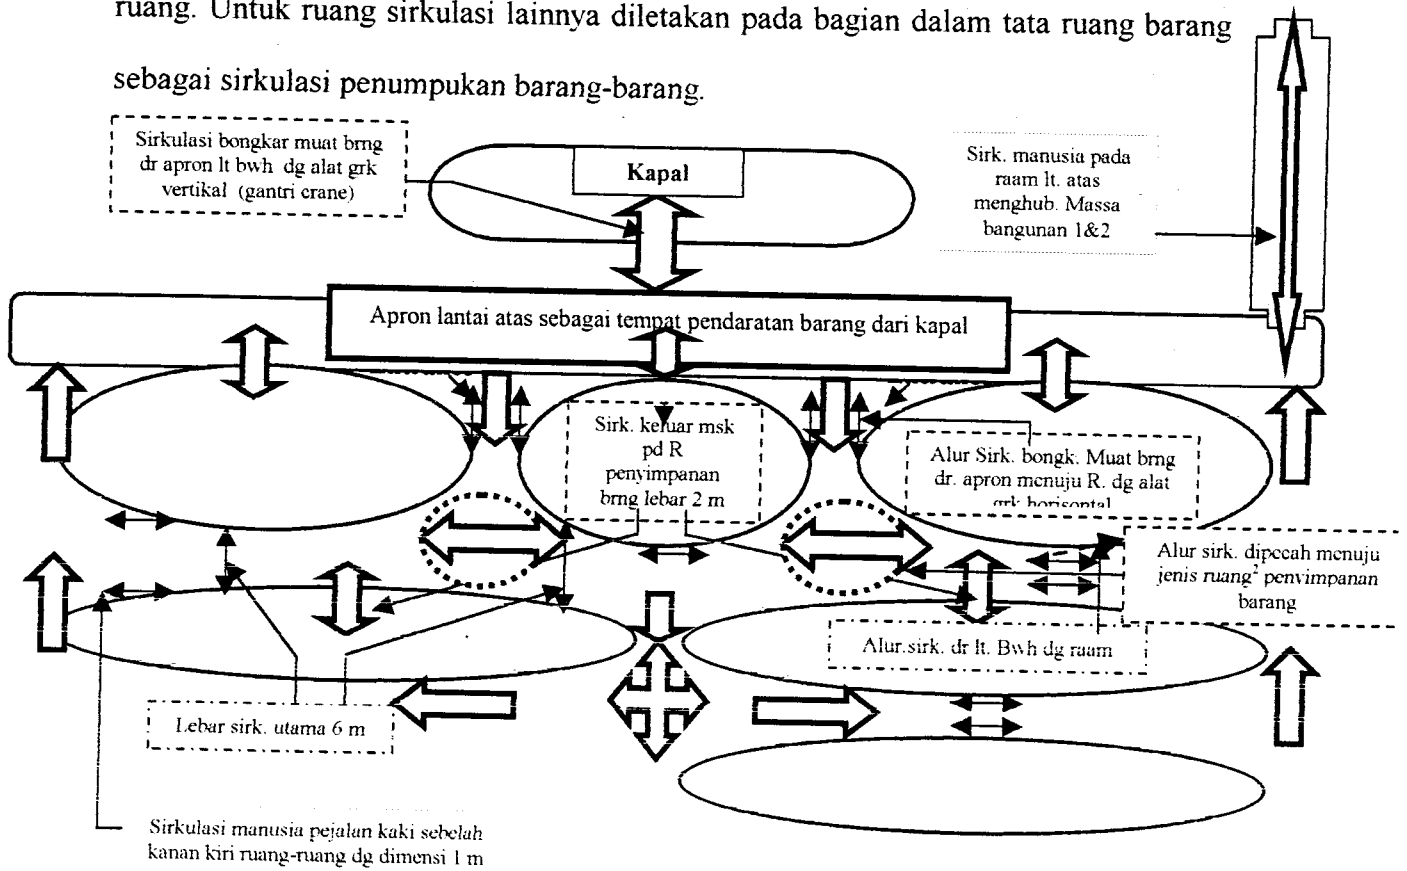 ruang. Untuk ruang sirkulasi lainnya diletakan pada bagian dalam tata ruang barang
sebagai sirkulasi penumpukan barang-barang.
Sirkulasi bongkar muat brng
dr apron lt bwh dg alat grk
vertikal (gantri crane)
Kapal
Sirk. manusia pada
raam lt. atas
menghub. Massa
bangunan 1&2
Apron lantai atas sebagai tempat pendaratan barang dari kapal
Sirk. keluar msk
pd R
penyimpanan
brng lebar 2 m
Alur Sirk. bongk. Muat brng
dr. apron menuju R. dg alat
grk horisontal
Alur sirk. dipecah menuju
jenis ruang² penyimpanan
barang
Alur.sirk. dr lt. Bwh dg raam
Lebar sirk. utama 6 m
Sirkulasi manusia pejalan kaki sebelah
kanan kiri ruang-ruang dg dimensi 1 m